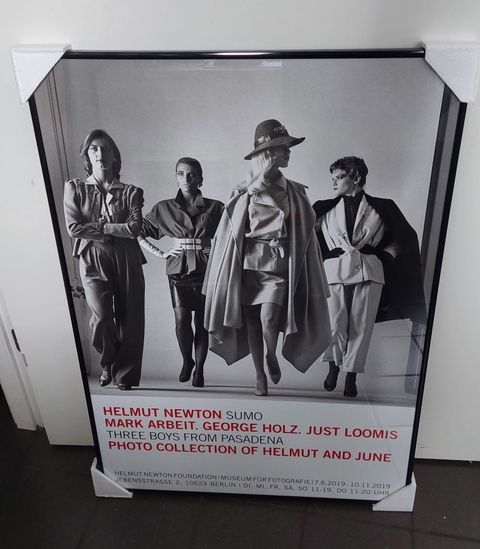 HELMUT NEWTON SUMO
MARK ARBEIT. GEORGE HOLZ. JUST LOOMIS
THREE BOYS FROM PASADENA
PHOTO COLLECTION OF HELMUT AND JUNE
HELMUT NEWTON FOUNDATION | MUSEUM FÜR FOTOGRAFIE | 7.6.2019–10.11.2019
JEBENSSTRASSE 2, 10623 BERLIN | DI, MI, FR, SA, SO 11-19, DO 11-20 UHR